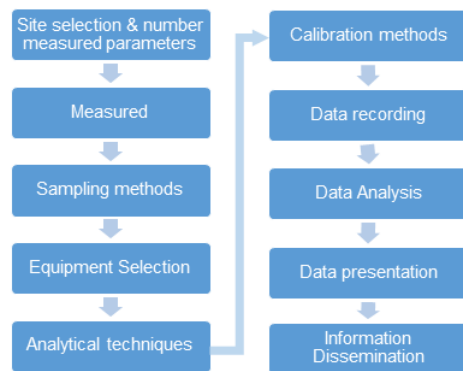 Site selection & number
measured parameters
Measured
Sampling methods
Equipment Selection
Analytical techniques
Calibration methods
Data recording
Data Analysis
Data presentation
Information
Dissemination